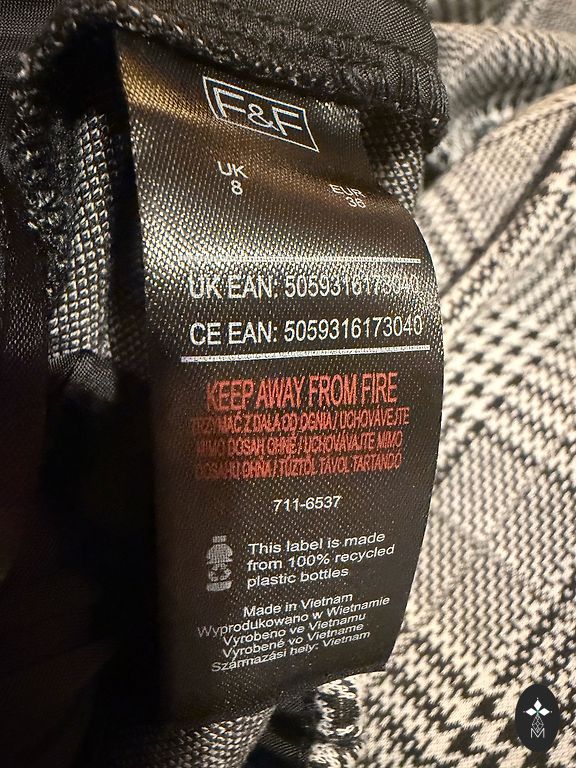 F&F
UK EUR
8 36
UK EAN: 5059316173040
CE EAN: 5059316173040
KEEP AWAY FROM FIRE
TRZYMAĆ Z DALA OD OGNIA / UCHOVÁVEJTE
MIMO DOSAH OHNĚ / UCHOVÁVAJTE MIMO
DOSAHU OHŇA / TŰZTŐL TÁVOL TARTANDÓ
711-6537
This label is made
from 100% recycled
plastic bottles
Made in Vietnam
Wyprodukowano w Wietnamie
Vyrobeno ve Vietnamu
Vyrobené vo Vietname
Származási hely: Vietnam
M